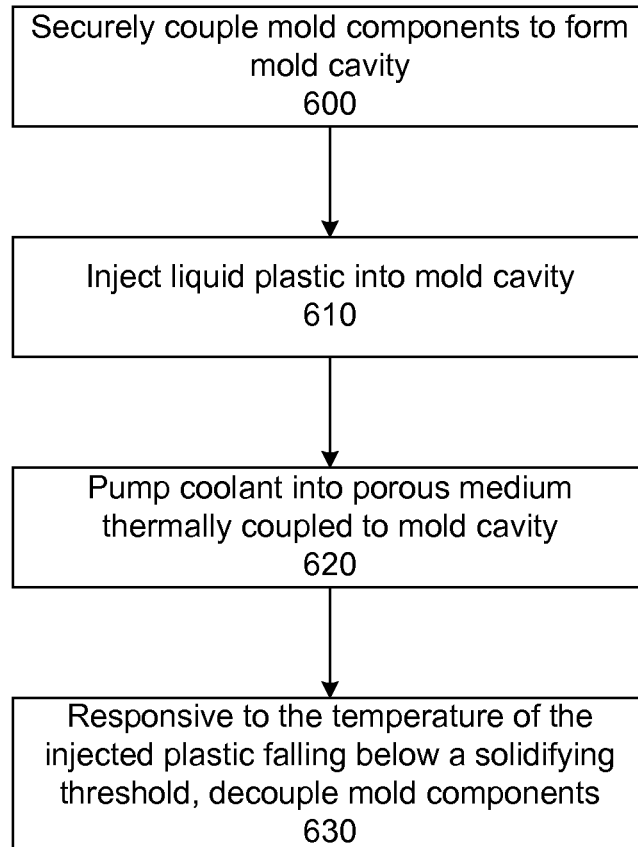 Securely couple mold components to form
mold cavity
600
Inject liquid plastic into mold cavity
610
Pump coolant into porous medium
thermally coupled to mold cavity
620
Responsive to the temperature of the
injected plastic falling below a solidifying
threshold, decouple mold components
630